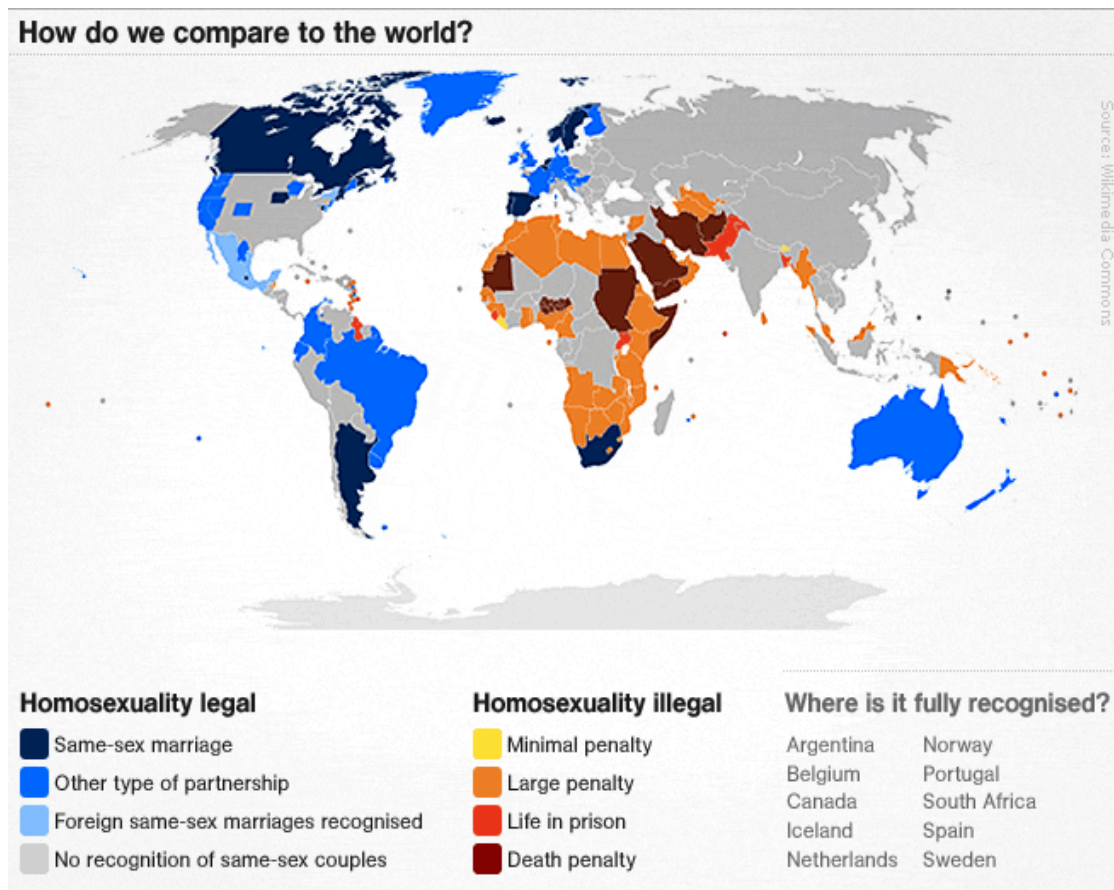 How do we compare to the world?
Source: Wikimedia Commons
Homosexuality legal
Same-sex marriage
Other type of partnership
Foreign same-sex marriages recognised
No recognition of same-sex couples
Homosexuality illegal
Minimal penalty
Large penalty
Life in prison
Death penalty
Where is it fully recognised?
Argentina
Belgium
Canada
Iceland
Netherlands
Norway
Portugal
South Africa
Spain
Sweden